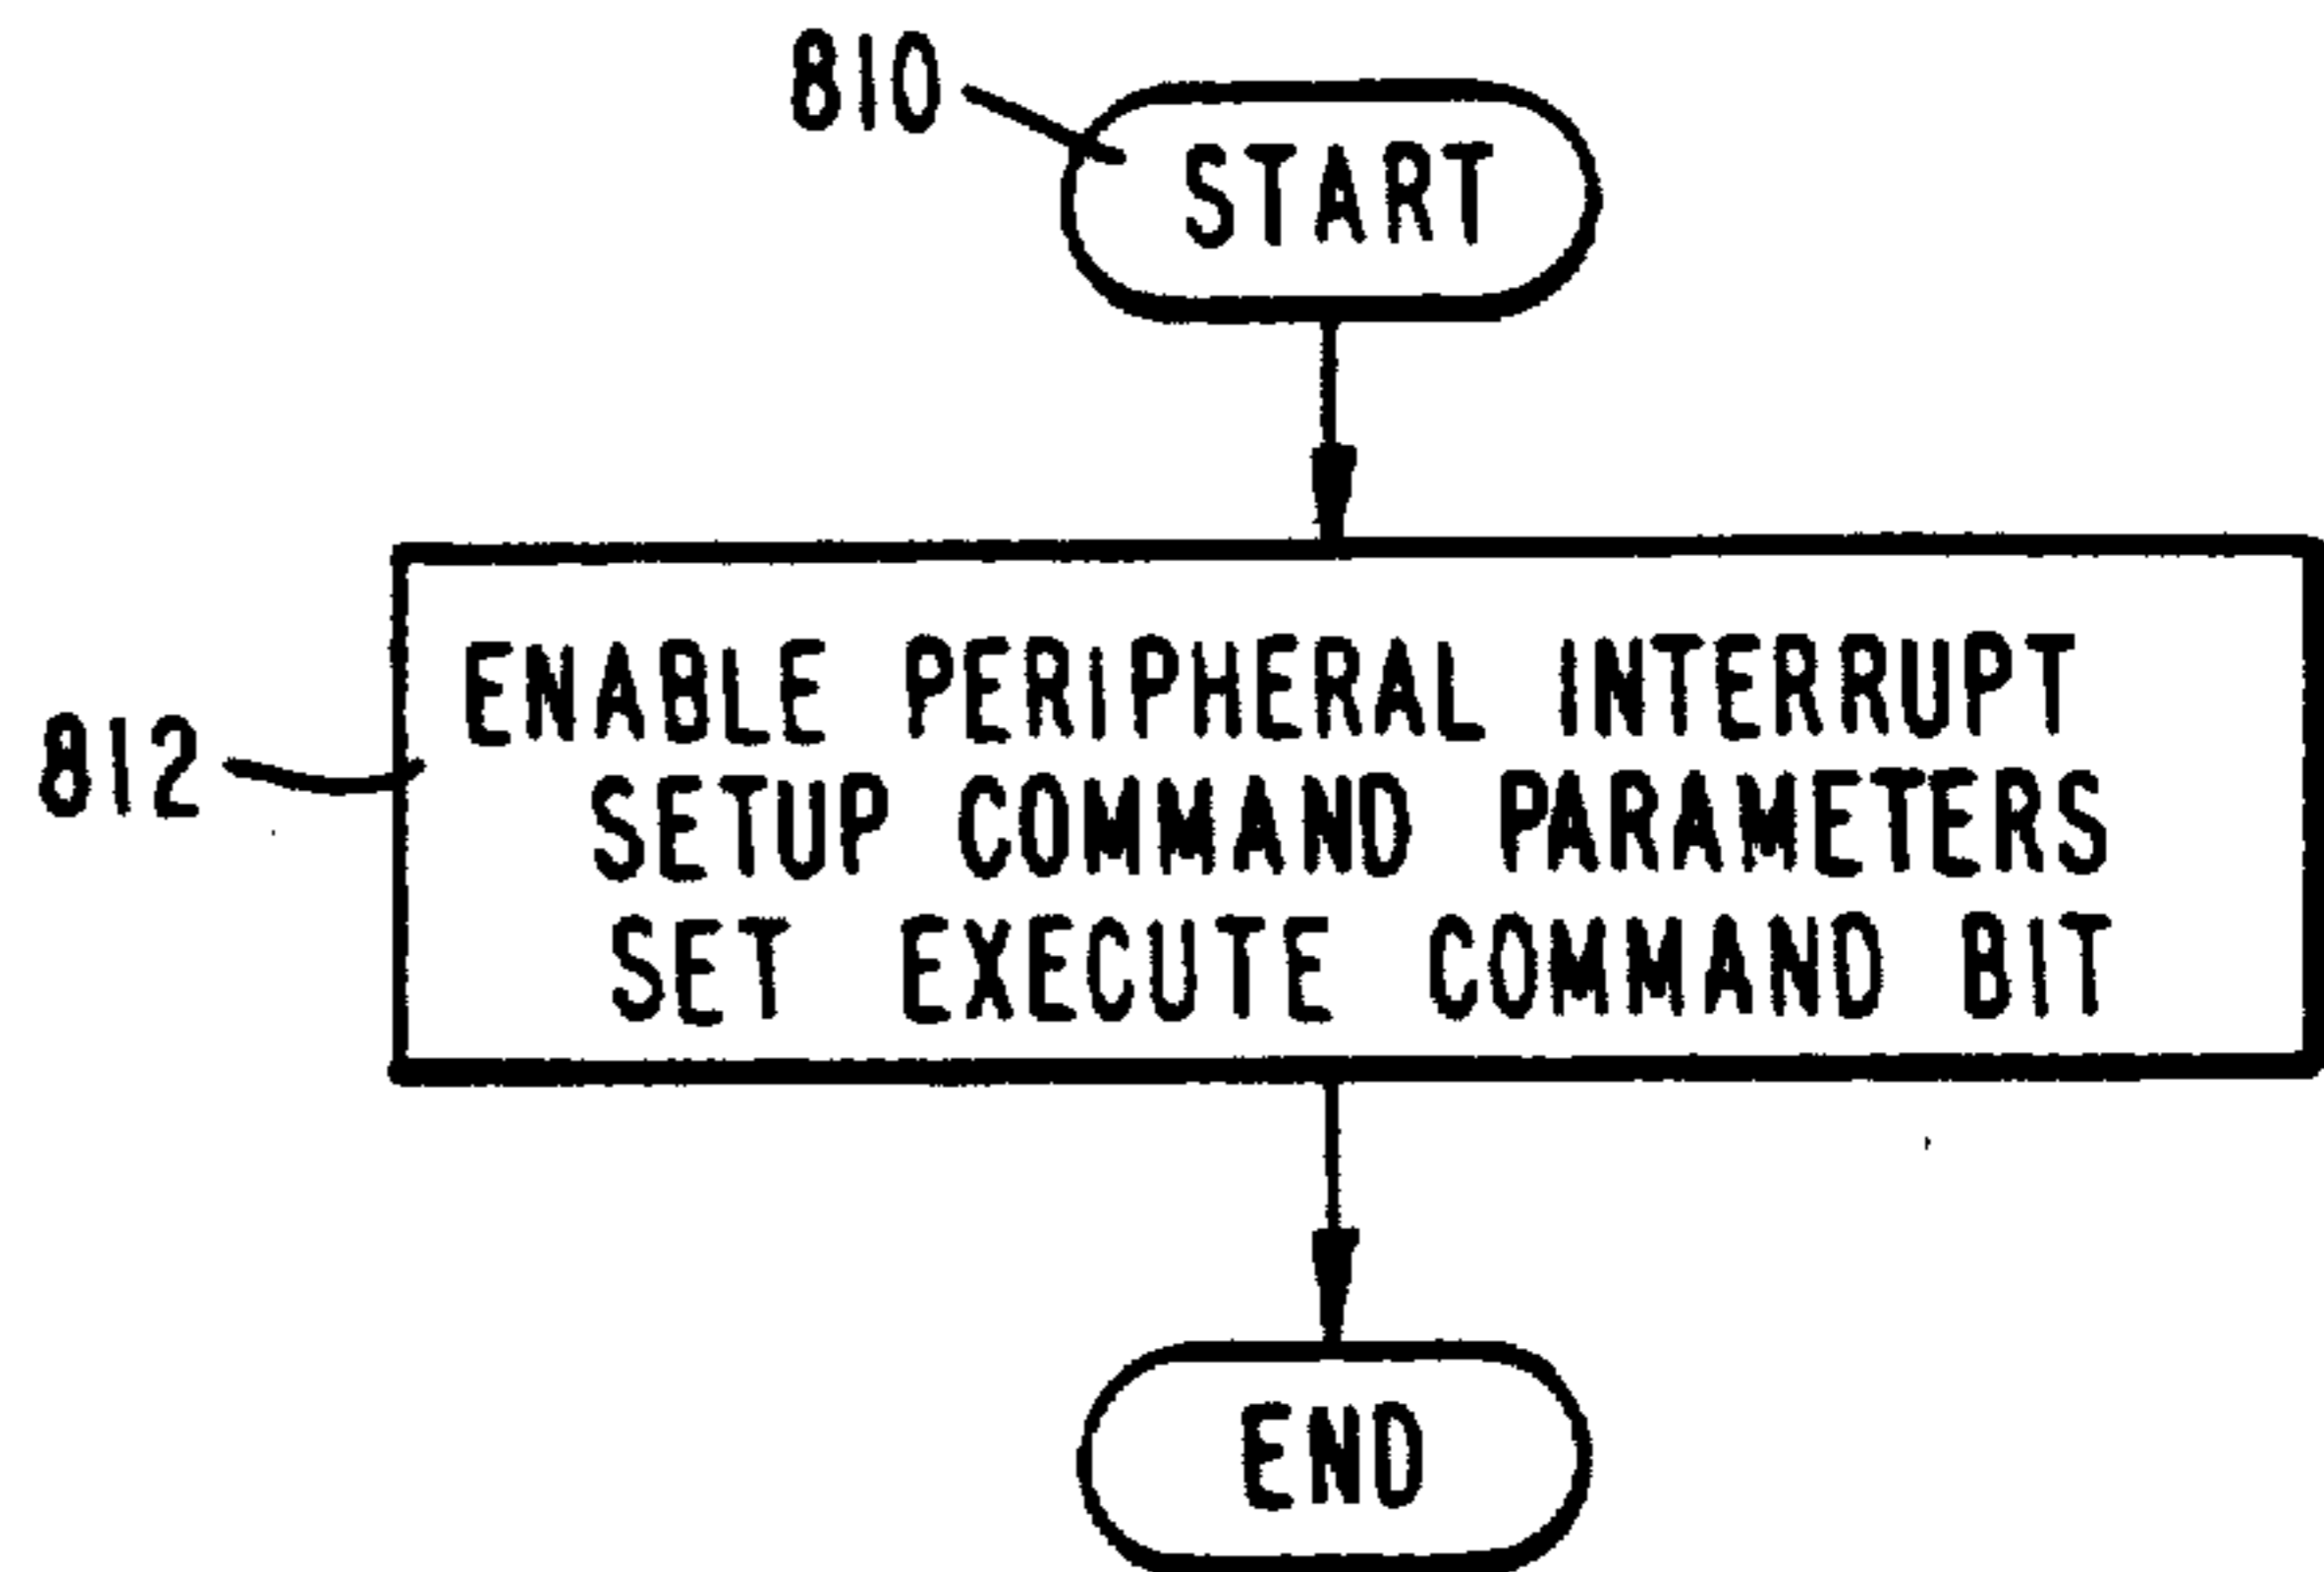 810
START
ENABLE PERIPHERAL INTERRUPT
812
SETUP COMMAND PARAMETERS
SET EXECUTE COMMAND BIT
END